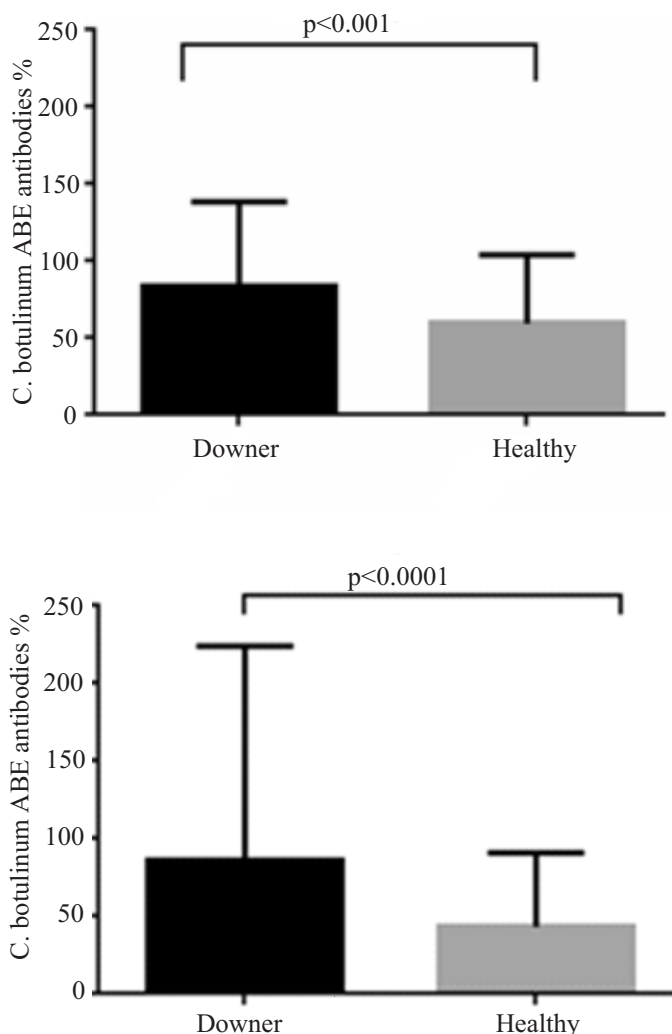 p<0.001
C. botulinum ABE antibodies %
250
200
150
100
50
0
Downer Healthy
p<0.0001
C. botulinum ABE antibodies %
250
200
150
100
50
0
Downer Healthy